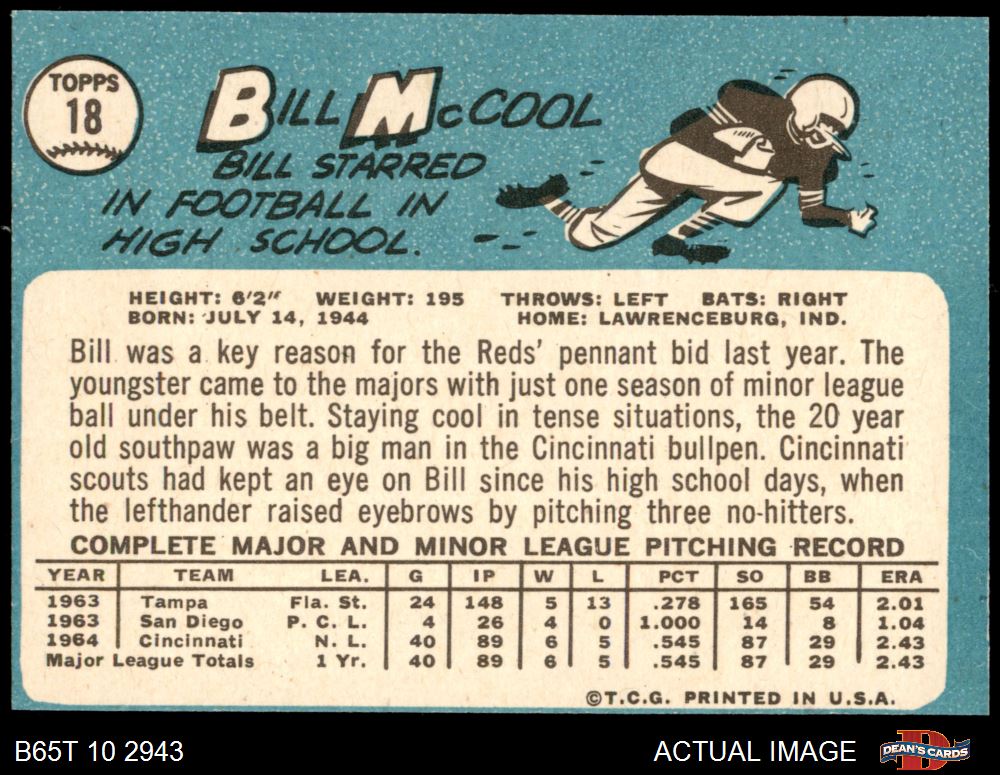 TOPPS
18
BILL McCOOL
BILL STARRED
IN FOOTBALL IN
HIGH SCHOOL.
HEIGHT: 6'2" WEIGHT: 195 THROWS: LEFT BATS: RIGHT
BORN: JULY 14, 1944 HOME: LAWRENCEBURG, IND.
Bill was a key reason for the Reds' pennant bid last year. The
youngster came to the majors with just one season of minor league
ball under his belt. Staying cool in tense situations, the 20 year
old southpaw was a big man in the Cincinnati bullpen. Cincinnati
scouts had kept an eye on Bill since his high school days, when
the lefthander raised eyebrows by pitching three no-hitters.
COMPLETE MAJOR AND MINOR LEAGUE PITCHING RECORD
YEAR TEAM LEA. G IP W L PCT SO BB ERA
1963 Tampa Fla. St. 24 148 5 13 .278 165 54 2.01
1963 San Diego P. C. L. 4 26 4 0 1.000 14 8 1.04
1964 Cincinnati N. L. 40 89 6 5 .545 87 29 2.43
Major League Totals 1 Yr. 40 89 6 5 .545 87 29 2.43
©T.C.G. PRINTED IN U.S.A.
B65T 10 2943 ACTUAL IMAGE DEAN'S CARDS